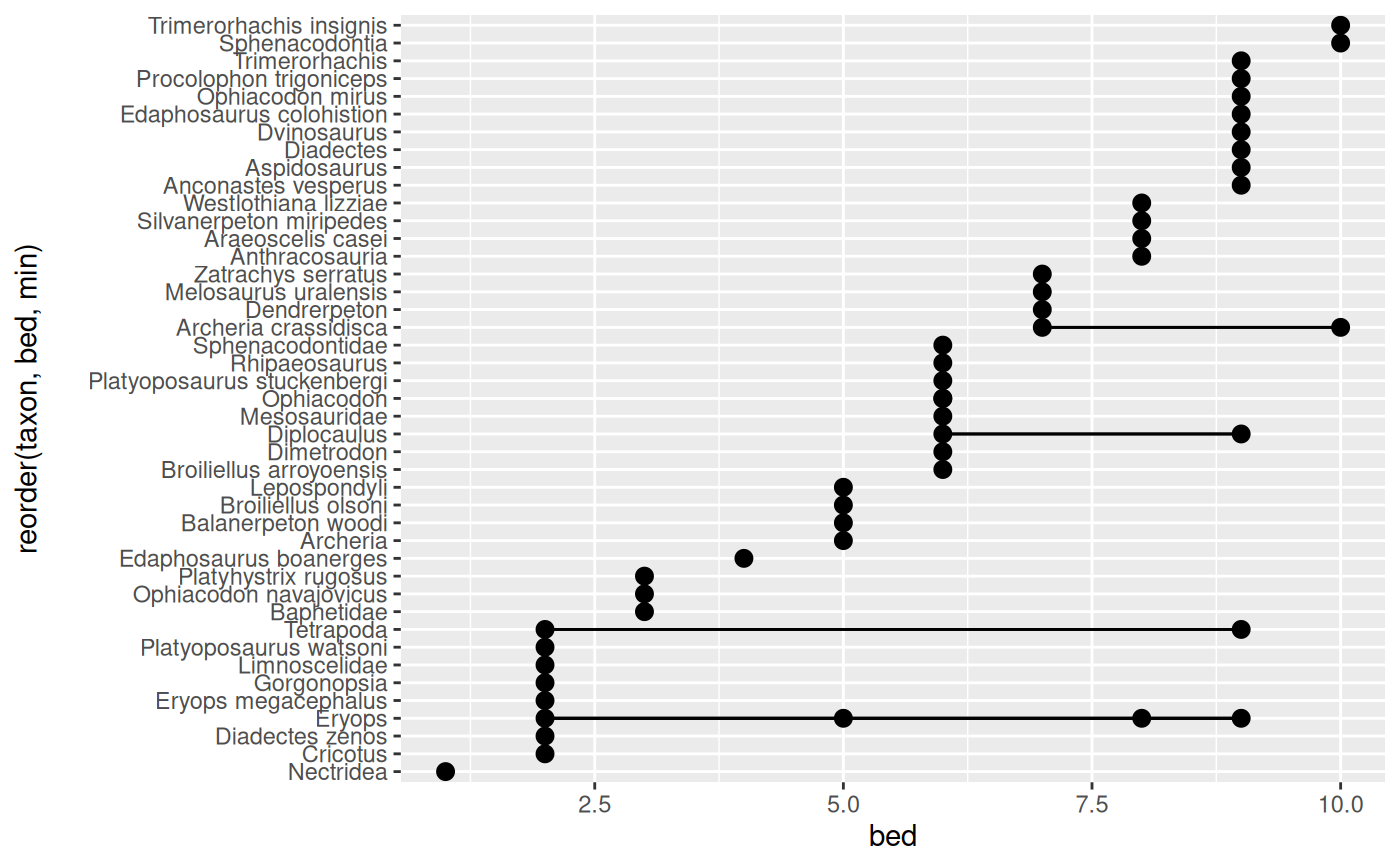 Trimerorhachis insignis
Sphenacodontia
Trimerorhachis
Procolophon trigoniceps
Ophiacodon mirus
Edaphosaurus colohistion
Dvinosaurus
Diadectes
Aspidosaurus
Anconastes vesperus
Westlothiana lizziae
Silvanerpeton miripedes
Araeoscelis casei
Anthracosauria
Zatrachys serratus
Melosaurus uralensis
Dendrerpeton
Archeria crassidisca
Sphenacodontidae
Rhipaeosaurus
Platyoposaurus stuckenbergi
Ophiacodon
Mesosauridae
Diplocaulus
Dimetrodon
Broiliellus arroyoensis
Lepospondyli
Broiliellus olsoni
Balanerpeton woodi
Archeria
Edaphosaurus boanerges
Platyhystrix rugosus
Ophiacodon navajovicus
Baphetidae
Tetrapoda
Platyoposaurus watsoni
Limnoscelidae
Gorgonopsia
Eryops megacephalus
Eryops
Diadectes zenos
Cricotus
Nectridea
reorder(taxon, bed, min)
2.5 5.0 7.5 10.0
bed